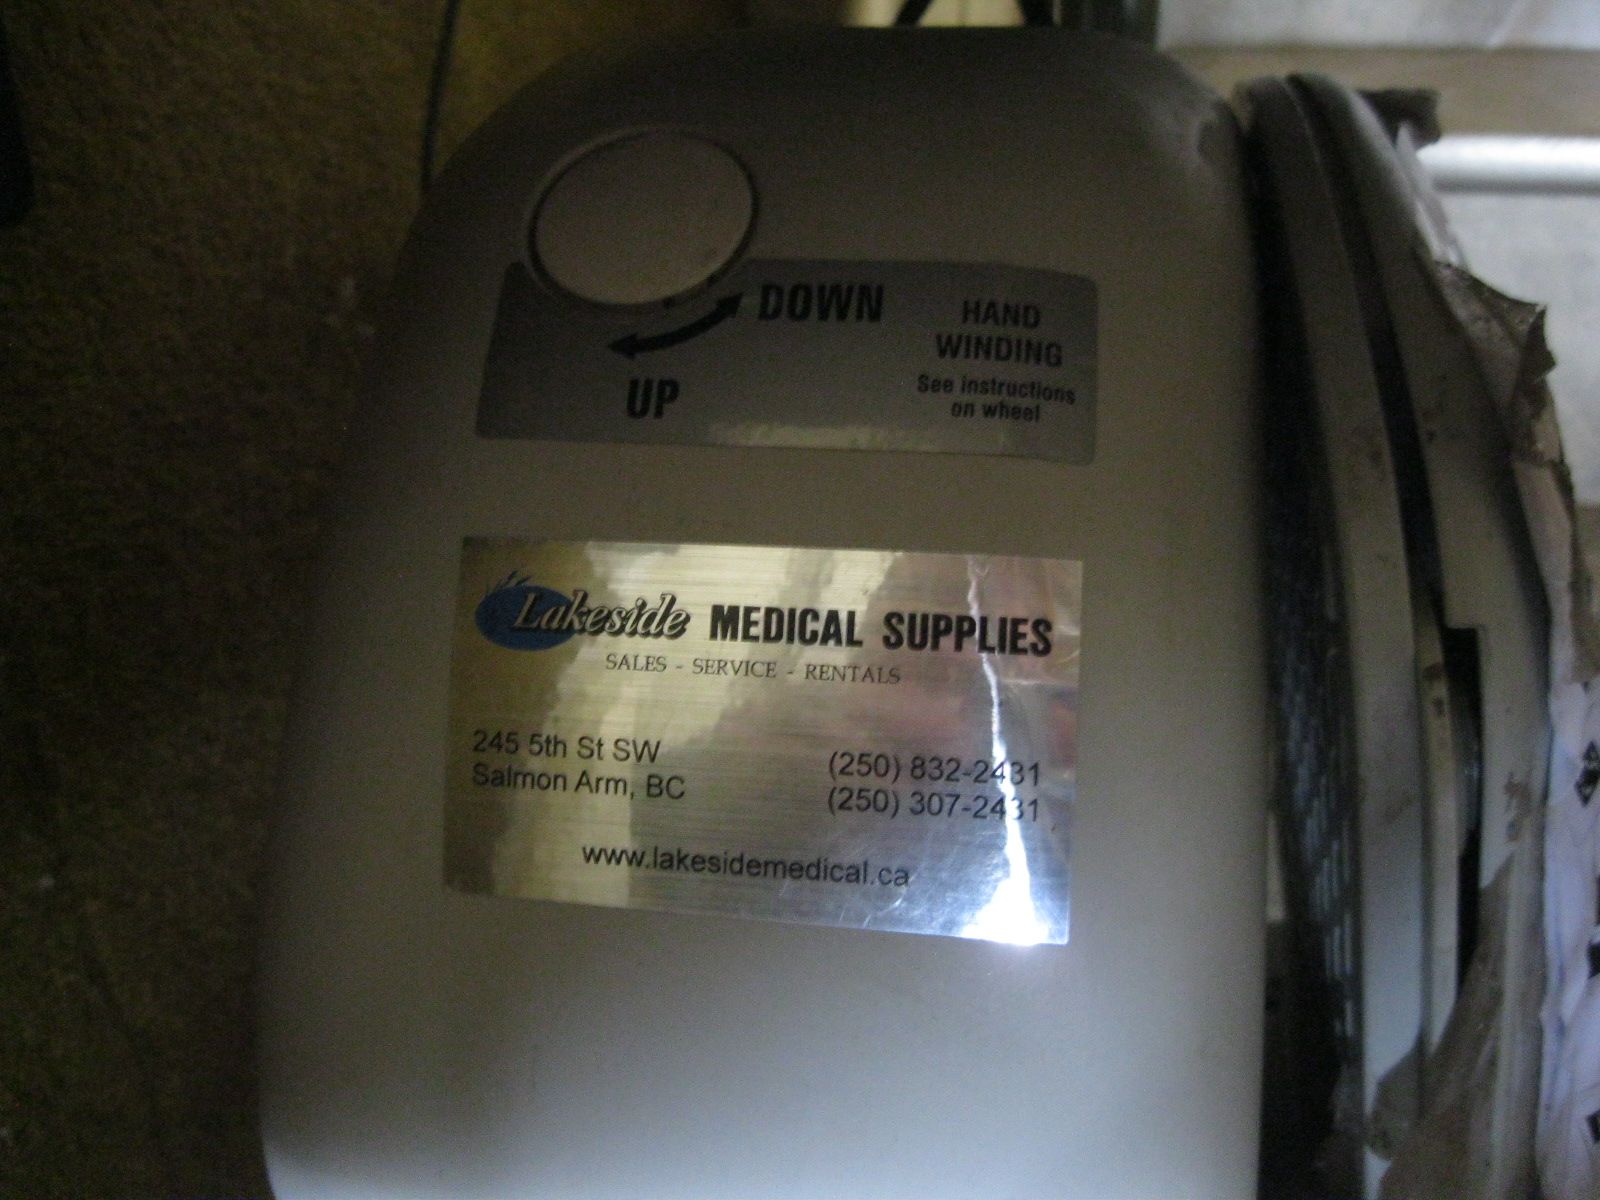 DOWN
UP
HAND
WINDING
See instructions
on wheel
Lakeside MEDICAL SUPPLIES
SALES - SERVICE - RENTALS
245 5th St SW
Salmon Arm, BC
(250) 832-2431
(250) 307-2431
www.lakesidemedical.ca